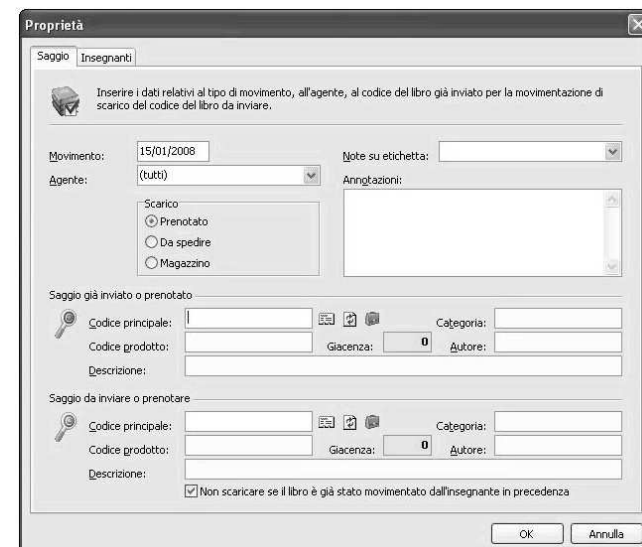 Proprietà
Saggio Insegnanti
Inserire i dati relativi al tipo di movimento, all'agente, al codice del libro già inviato per la movimentazione di
scarico del codice del libro da inviare.
Movimento: 15/01/2008 Note su etichetta:
Agente: (tutti) Annotazioni:
Scarico
Prenotato
Da spedire
Magazzino
Saggio già inviato o prenotato
Codice principale: Categoria:
Codice prodotto: Giacenza: 0 Autore:
Descrizione:
Saggio da inviare o prenotare
Codice principale: Categoria:
Codice prodotto: Giacenza: 0 Autore:
Descrizione:
Non scaricare se il libro è già stato movimentato dall'insegnante in precedenza
OK Annulla